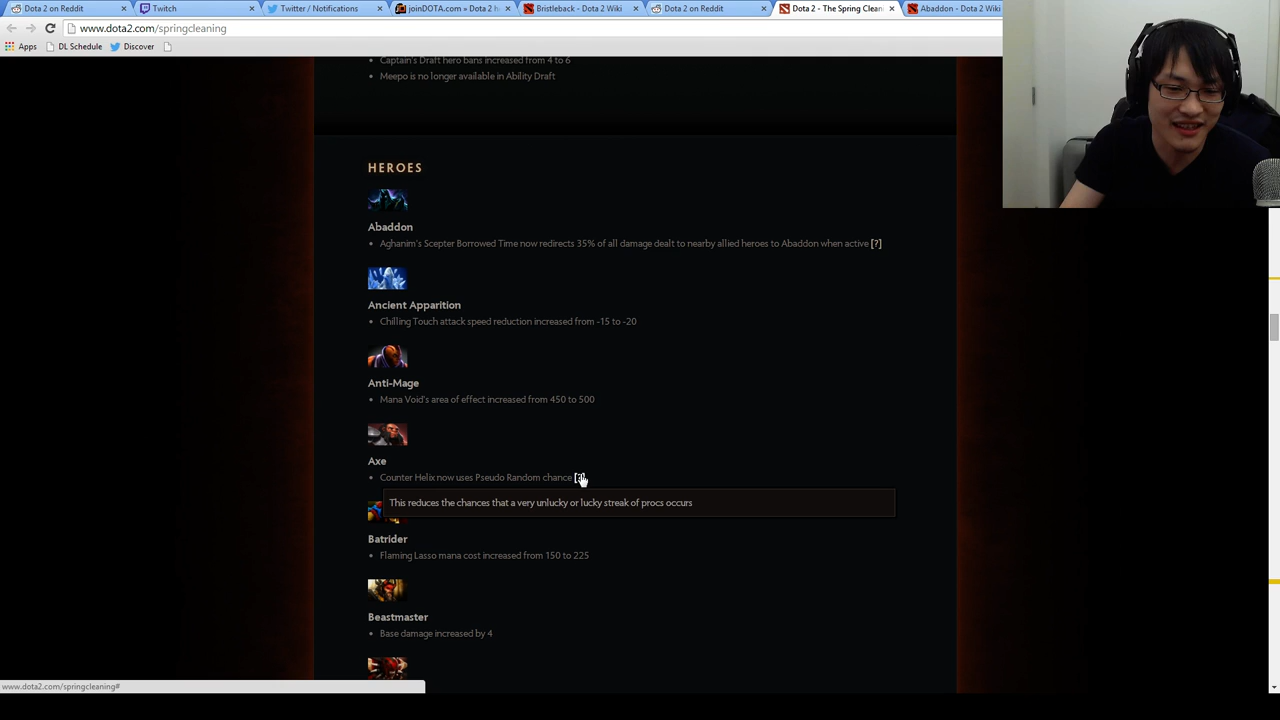 Dota 2 on Reddit
Twitch
Twitter / Notifications
joinDOTA.com » Dota 2 h
Bristleback - Dota 2 Wiki
Dota 2 on Reddit
Dota 2 - The Spring Clean
Abaddon - Dota 2 Wiki
www.dota2.com/springcleaning
Apps
DL Schedule
Discover
Captain's Draft hero bans increased from 4 to 6
Meepo is no longer available in Ability Draft
HEROES
Abaddon
Aghanim's Scepter Borrowed Time now redirects 35% of all damage dealt to nearby allied heroes to Abaddon when active [?]
Ancient Apparition
Chilling Touch attack speed reduction increased from -15 to -20
Anti-Mage
Mana Void's area of effect increased from 450 to 500
Axe
Counter Helix now uses Pseudo Random chance
This reduces the chances that a very unlucky or lucky streak of procs occurs
Batrider
Flaming Lasso mana cost increased from 150 to 225
Beastmaster
Base damage increased by 4
www.dota2.com/springcleaning#